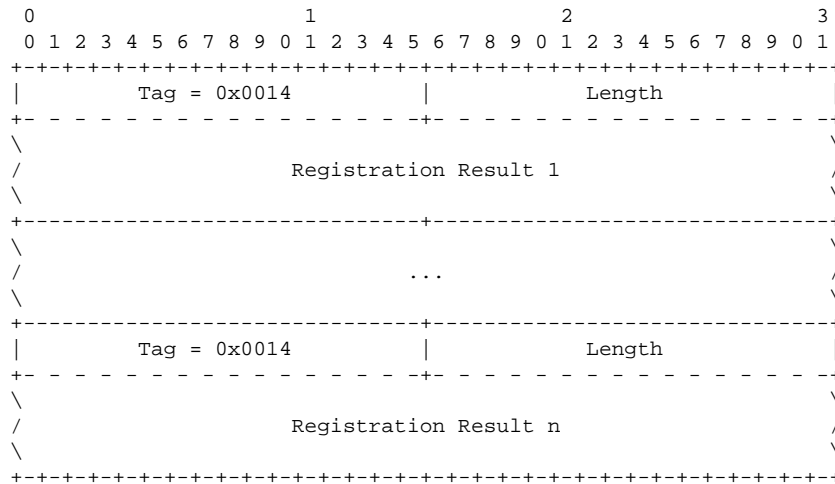 0                   1                   2                   3
 0 1 2 3 4 5 6 7 8 9 0 1 2 3 4 5 6 7 8 9 0 1 2 3 4 5 6 7 8 9 0 1
+-+-+-+-+-+-+-+-+-+-+-+-+-+-+-+-+-+-+-+-+-+-+-+-+-+-+-+-+-+-+-+-+
|         Tag = 0x0014          |            Length             |
+- - - - - - - - - - - - - - - -+- - - - - - - - - - - - - - - -+
\                                                               \
/                     Registration Result 1                     /
\                                                               \
+-------------------------------+-------------------------------+
\                                                               \
/                              ...                              /
\                                                               \
+-------------------------------+-------------------------------+
|         Tag = 0x0014          |            Length             |
+- - - - - - - - - - - - - - - -+- - - - - - - - - - - - - - - -+
\                                                               \
/                     Registration Result n                     /
\                                                               \
+-+-+-+-+-+-+-+-+-+-+-+-+-+-+-+-+-+-+-+-+-+-+-+-+-+-+-+-+-+-+-+-+